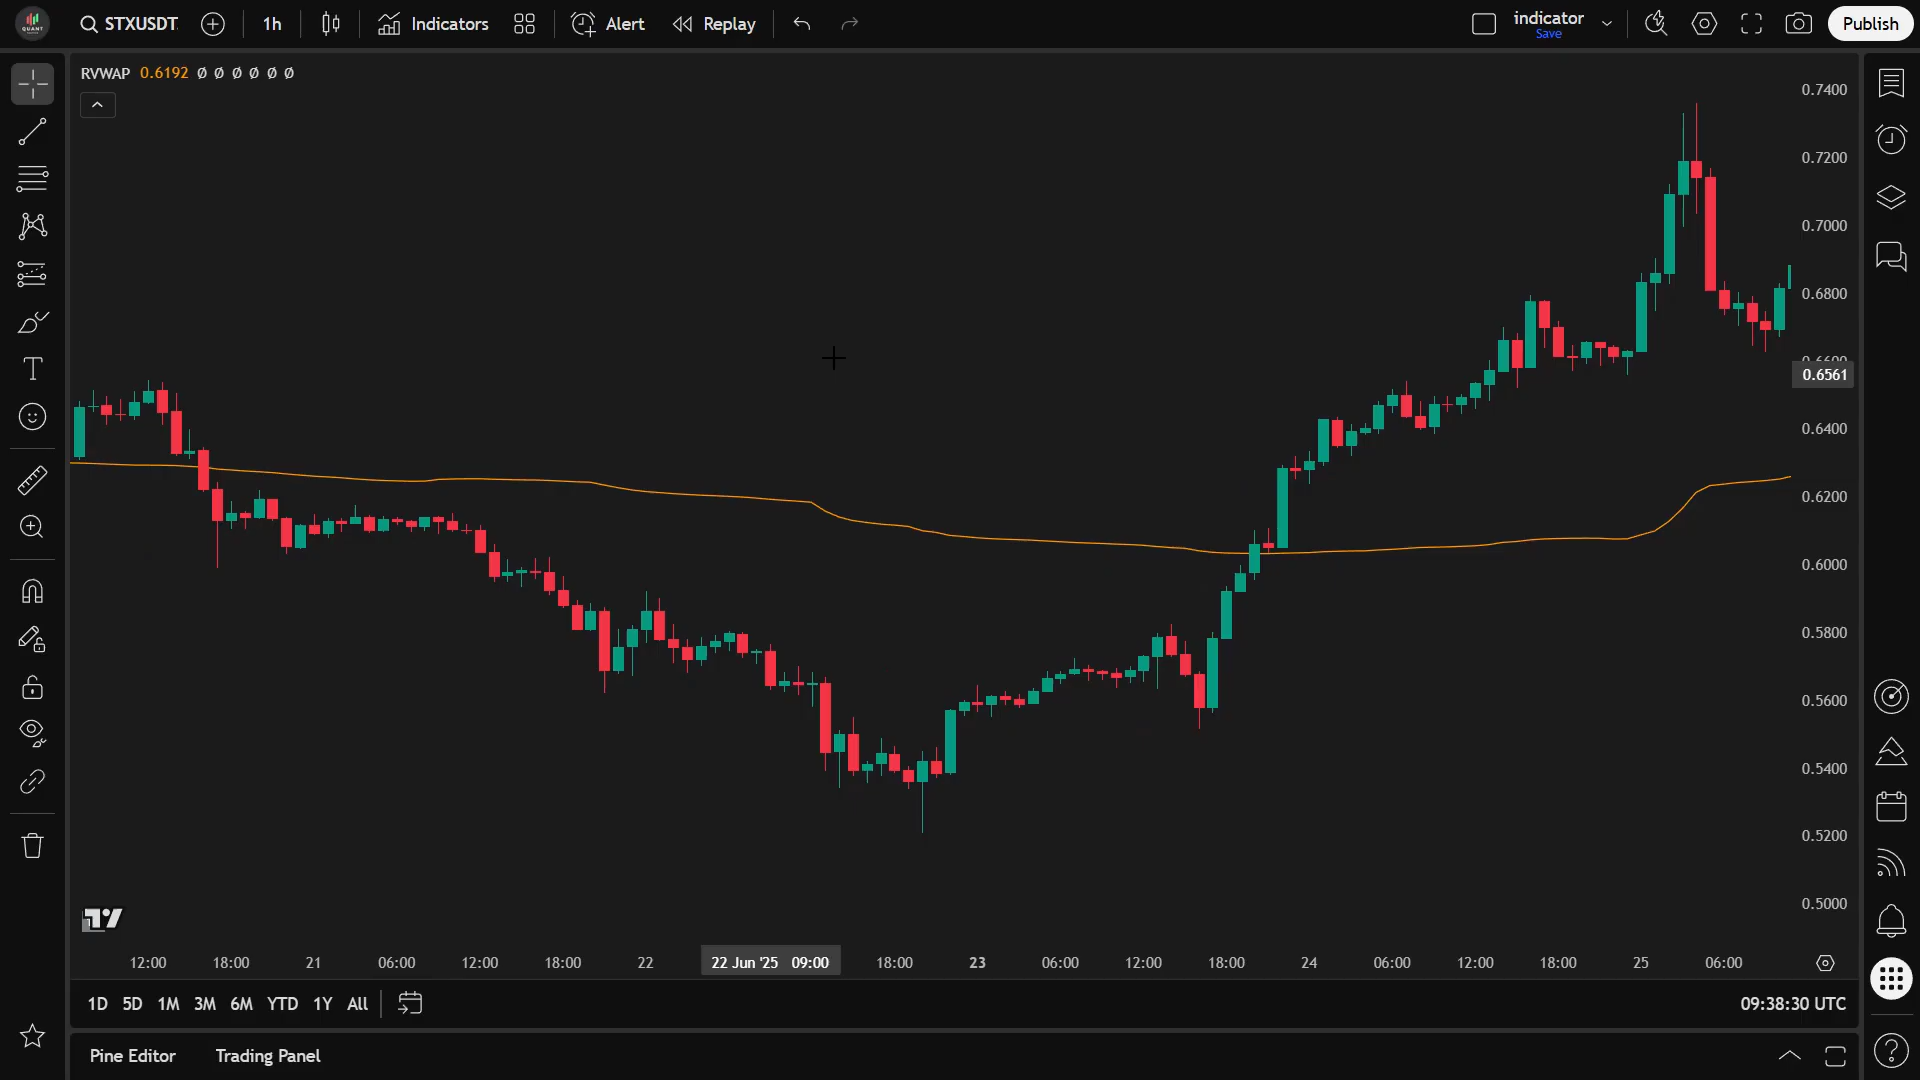 STXUSDT
1h
Indicators
Alert
Replay
indicator
Save
Publish
QUANT
RVWAP 0.6192 Ø Ø Ø Ø Ø Ø
0.7400
0.7200
0.7000
0.6800
0.6600
0.6561
0.6400
0.6200
0.6000
0.5800
0.5600
0.5400
0.5200
0.5000
12:00 18:00 21 06:00 12:00 18:00 22 22 Jun '25 09:00 18:00 23 06:00 12:00 18:00 24 06:00 12:00 18:00 25 06:00
1D 5D 1M 3M 6M YTD 1Y All
09:38:30 UTC
Pine Editor Trading Panel